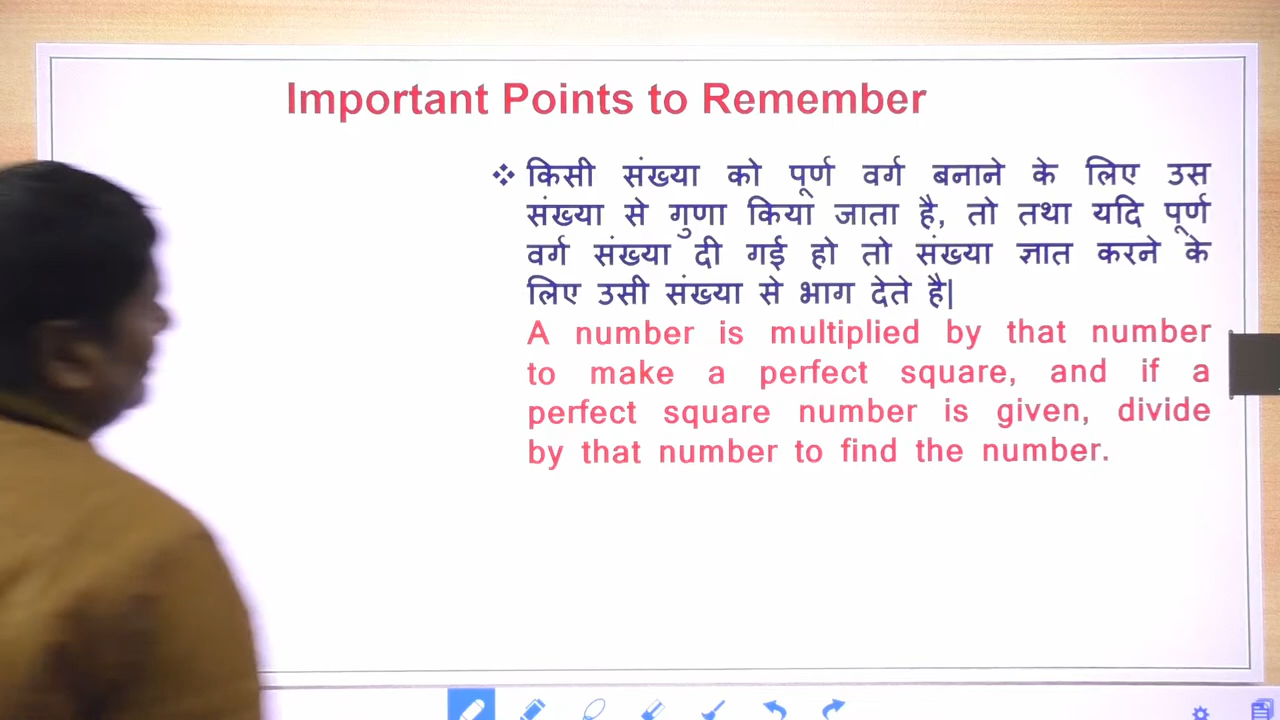 Important Points to Remember
❖ किसी संख्या को पूर्ण वर्ग बनाने के लिए उस
संख्या से गुणा किया जाता है, तो तथा यदि पूर्ण
वर्ग संख्या दी गई हो तो संख्या ज्ञात करने के
लिए उसी संख्या से भाग देते है|
A number is multiplied by that number
to make a perfect square, and if a
perfect square number is given, divide
by that number to find the number.